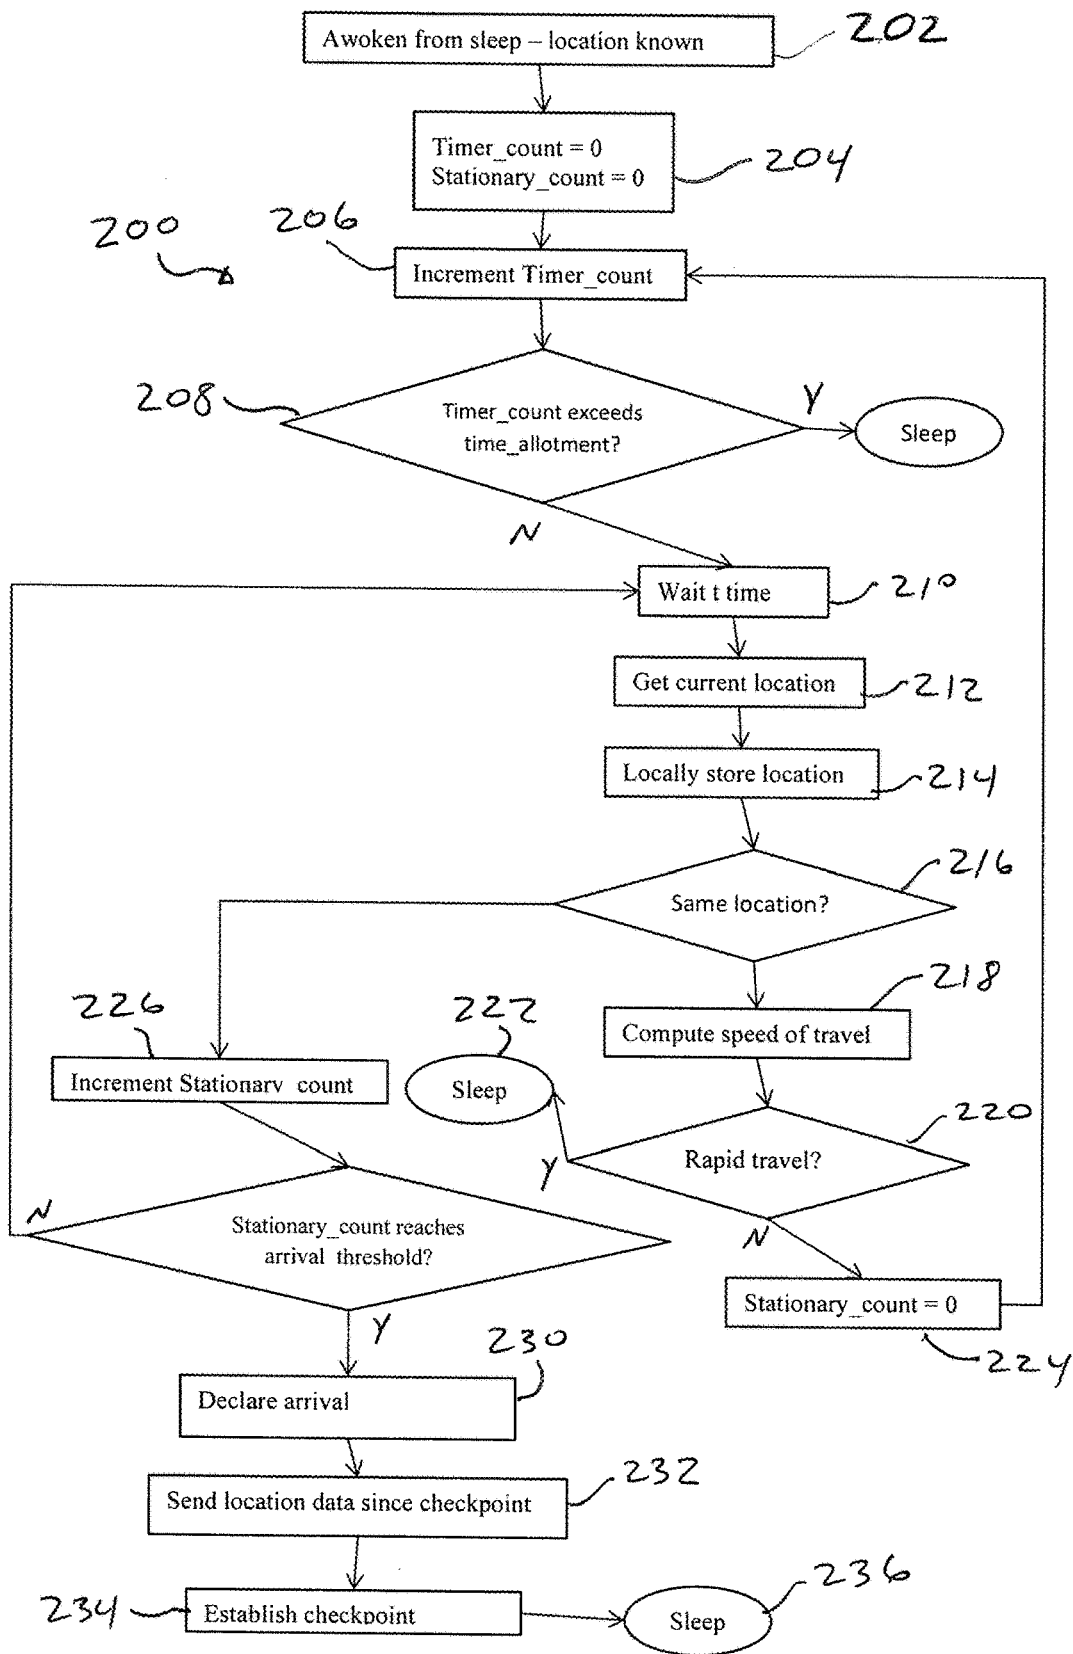 Awoken from sleep – location known
202
Timer_count = 0
Stationary_count = 0
204
200
206
Increment Timer_count
208
Timer_count exceeds
time_allotment?
Y
Sleep
N
Wait t time
210
Get current location
212
Locally store location
214
216
Same location?
218
Compute speed of travel
226
Increment Stationary_count
222
Sleep
220
Rapid travel?
Y
N
N
Stationary_count reaches
arrival_threshold?
Y
Stationary_count = 0
224
230
Declare arrival
232
Send location data since checkpoint
234
Establish checkpoint
236
Sleep